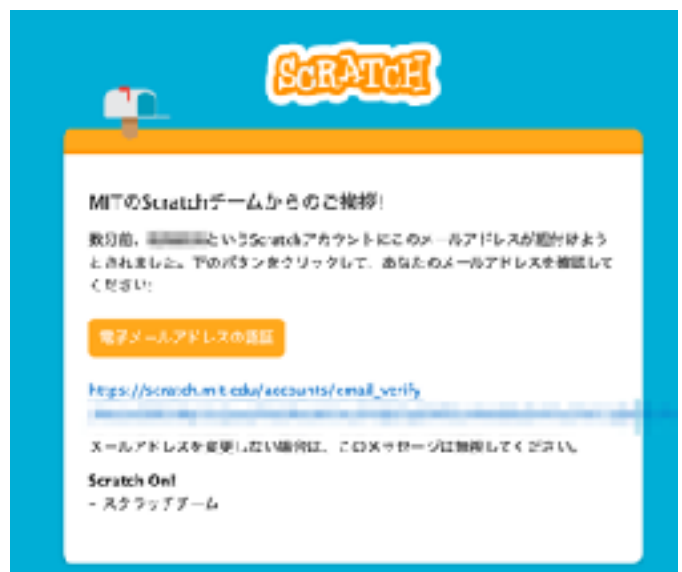 SCRATCH
MITのScratchチームからのご挨拶!
数分前、というScratchアカウントにこのメールアドレスが紐付けよう
とされました。下のボタンをクリックして、あなたのメールアドレスを確認して
ください:
電子メールアドレスの認証
https://scratch.mit.edu/accounts/email_verify
メールアドレスを変更しない場合は、このメッセージは無視してください。
Scratch On!
- スクラッチチーム